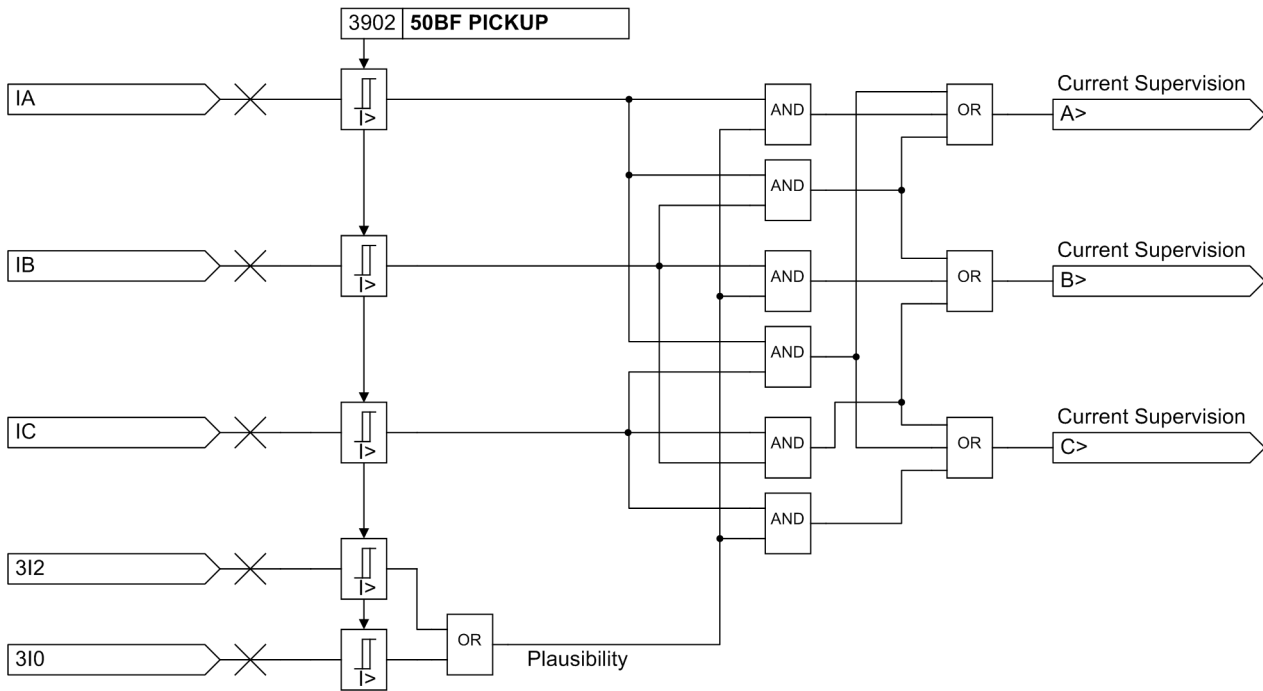 3902 50BF PICKUP
Current Supervision
IA
I>
AND
OR
A>
AND
Current Supervision
IB
I>
AND
OR
B>
AND
Current Supervision
IC
I>
AND
OR
C>
AND
3I2
I>
OR
3I0
I>
Plausibility